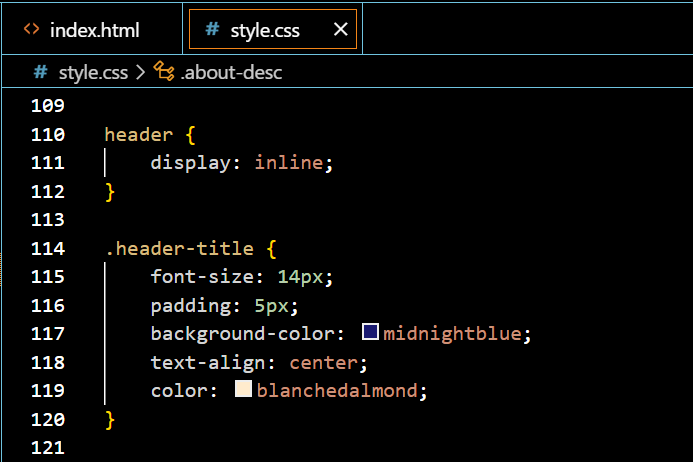 index.html
# style.css
# style.css > .about-desc
109
110 header {
111 display: inline;
112 }
113
114 .header-title {
115 font-size: 14px;
116 padding: 5px;
117 background-color: midnightblue;
118 text-align: center;
119 color: blanchedalmond;
120 }
121